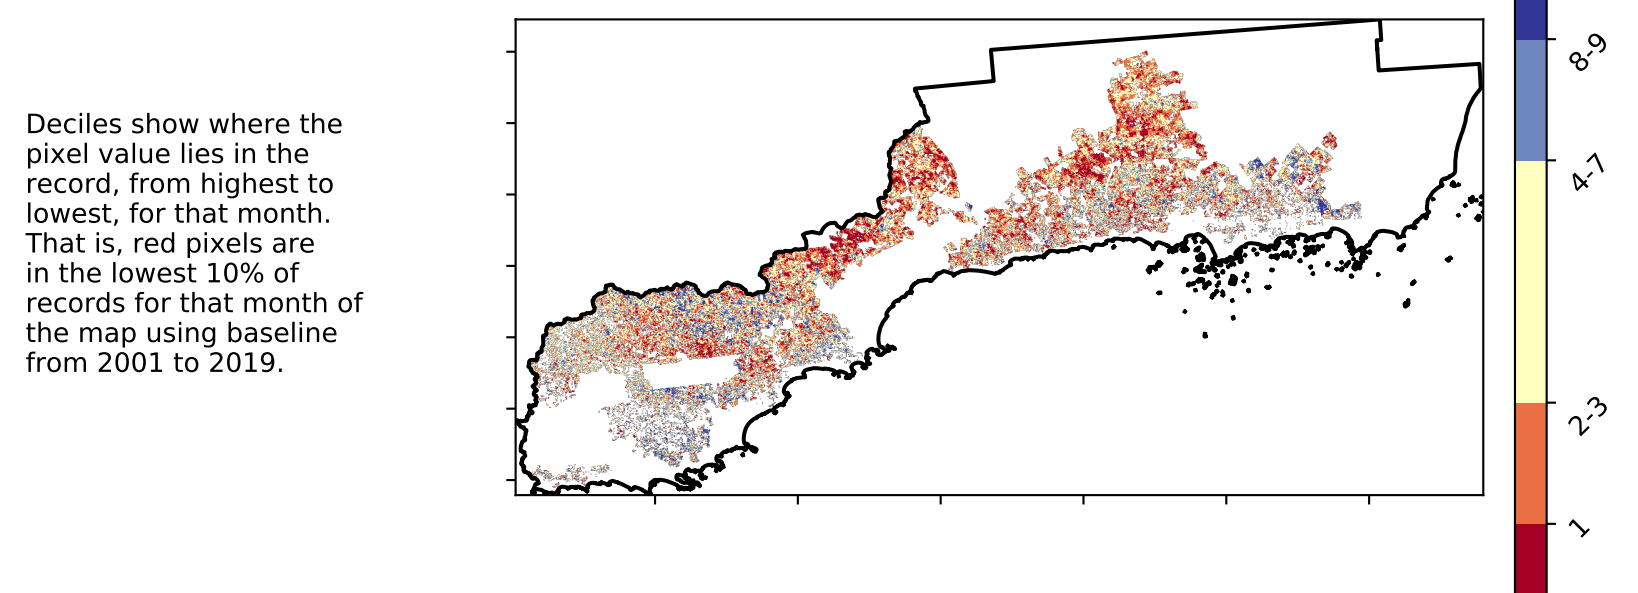 Deciles show where the
pixel value lies in the
record, from highest to
lowest, for that month.
That is, red pixels are
in the lowest 10% of
records for that month of
the map using baseline
from 2001 to 2019.
8-9
4-7
2-3
1